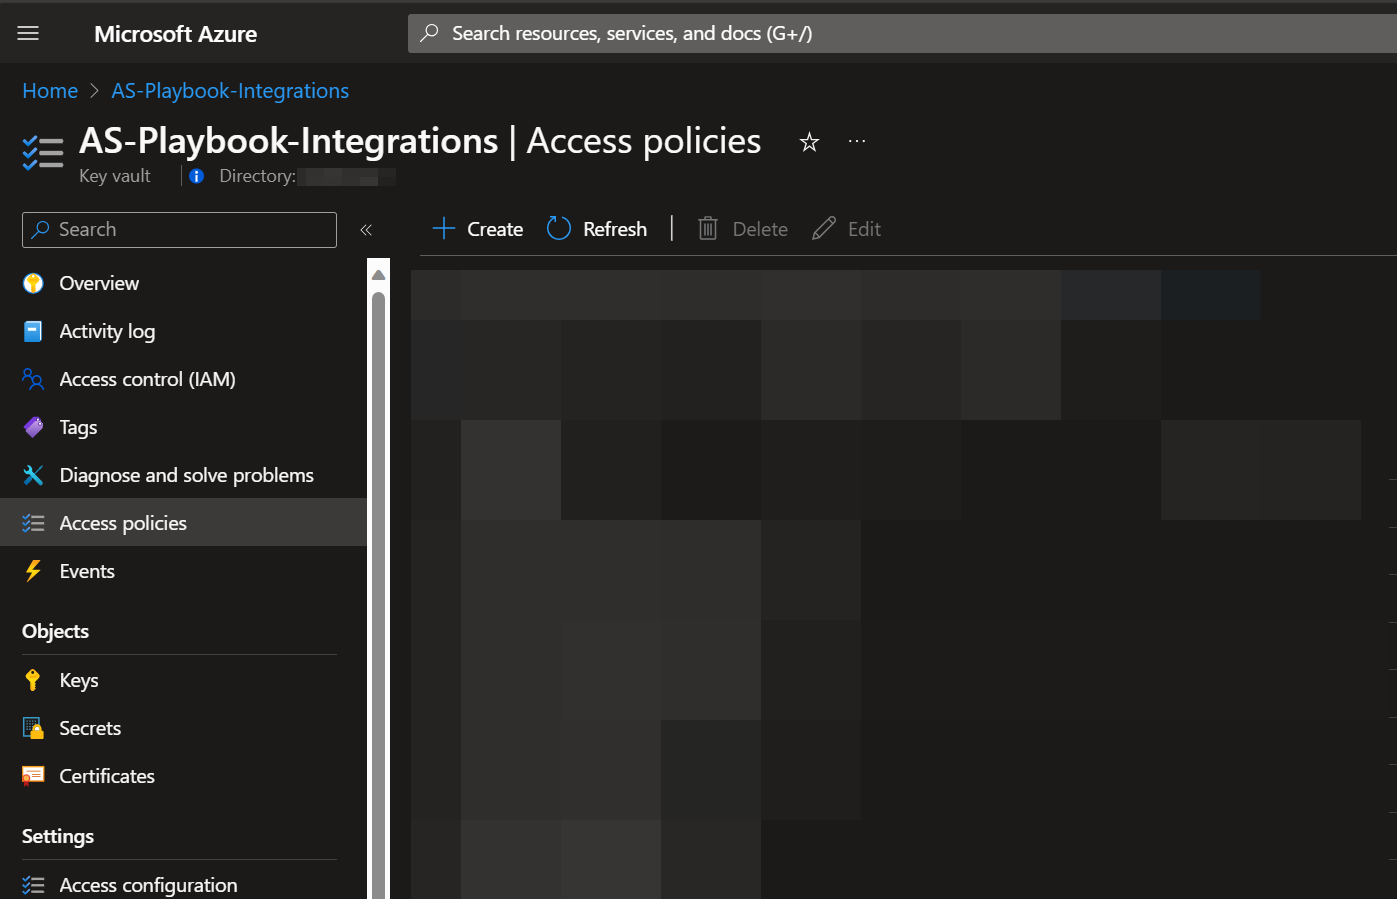 Microsoft Azure
Search resources, services, and docs (G+/)
Home > AS-Playbook-Integrations
AS-Playbook-Integrations | Access policies ☆ ...
Key vault
Directory:
Search
«
Create
Refresh
Delete
Edit
Overview
Activity log
Access control (IAM)
Tags
Diagnose and solve problems
Access policies
Events
Objects
Keys
Secrets
Certificates
Settings
Access configuration